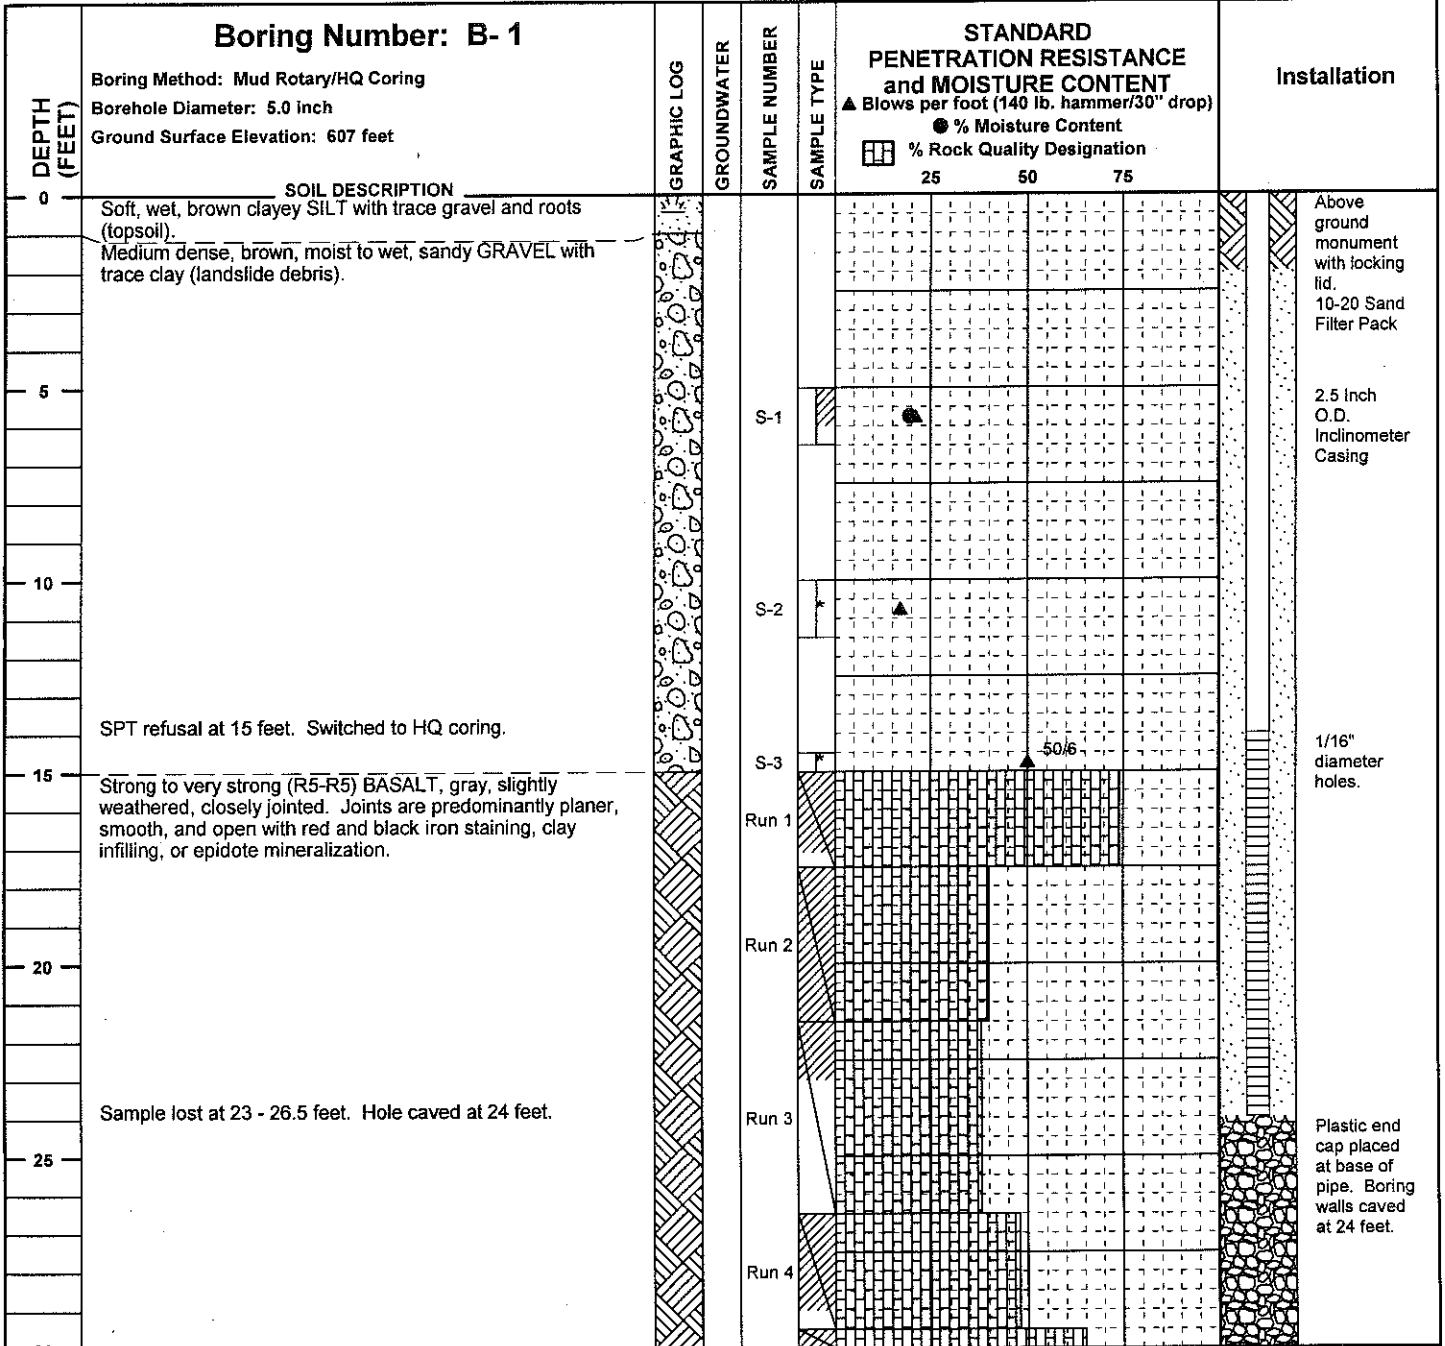 Boring Number: B- 1
Boring Method: Mud Rotary/HQ Coring
Borehole Diameter: 5.0 inch
Ground Surface Elevation: 607 feet
DEPTH
(FEET)
SOIL DESCRIPTION
GRAPHIC LOG
GROUNDWATER
SAMPLE NUMBER
SAMPLE TYPE
STANDARD
PENETRATION RESISTANCE
and MOISTURE CONTENT
▲ Blows per foot (140 lb. hammer/30" drop)
● % Moisture Content
% Rock Quality Designation
25 50 75
Installation
0
Soft, wet, brown clayey SILT with trace gravel and roots
(topsoil).
Medium dense, brown, moist to wet, sandy GRAVEL with
trace clay (landslide debris).
Above
ground
monument
with locking
lid.
10-20 Sand
Filter Pack
5
S-1
2.5 Inch
O.D.
Inclinometer
Casing
10
S-2
*
SPT refusal at 15 feet. Switched to HQ coring.
S-3
*
50/6
1/16"
diameter
holes.
15
Strong to very strong (R5-R5) BASALT, gray, slightly
weathered, closely jointed. Joints are predominantly planer,
smooth, and open with red and black iron staining, clay
infilling, or epidote mineralization.
Run 1
Run 2
20
Sample lost at 23 - 26.5 feet. Hole caved at 24 feet.
Run 3
25
Plastic end
cap placed
at base of
pipe. Boring
walls caved
at 24 feet.
Run 4